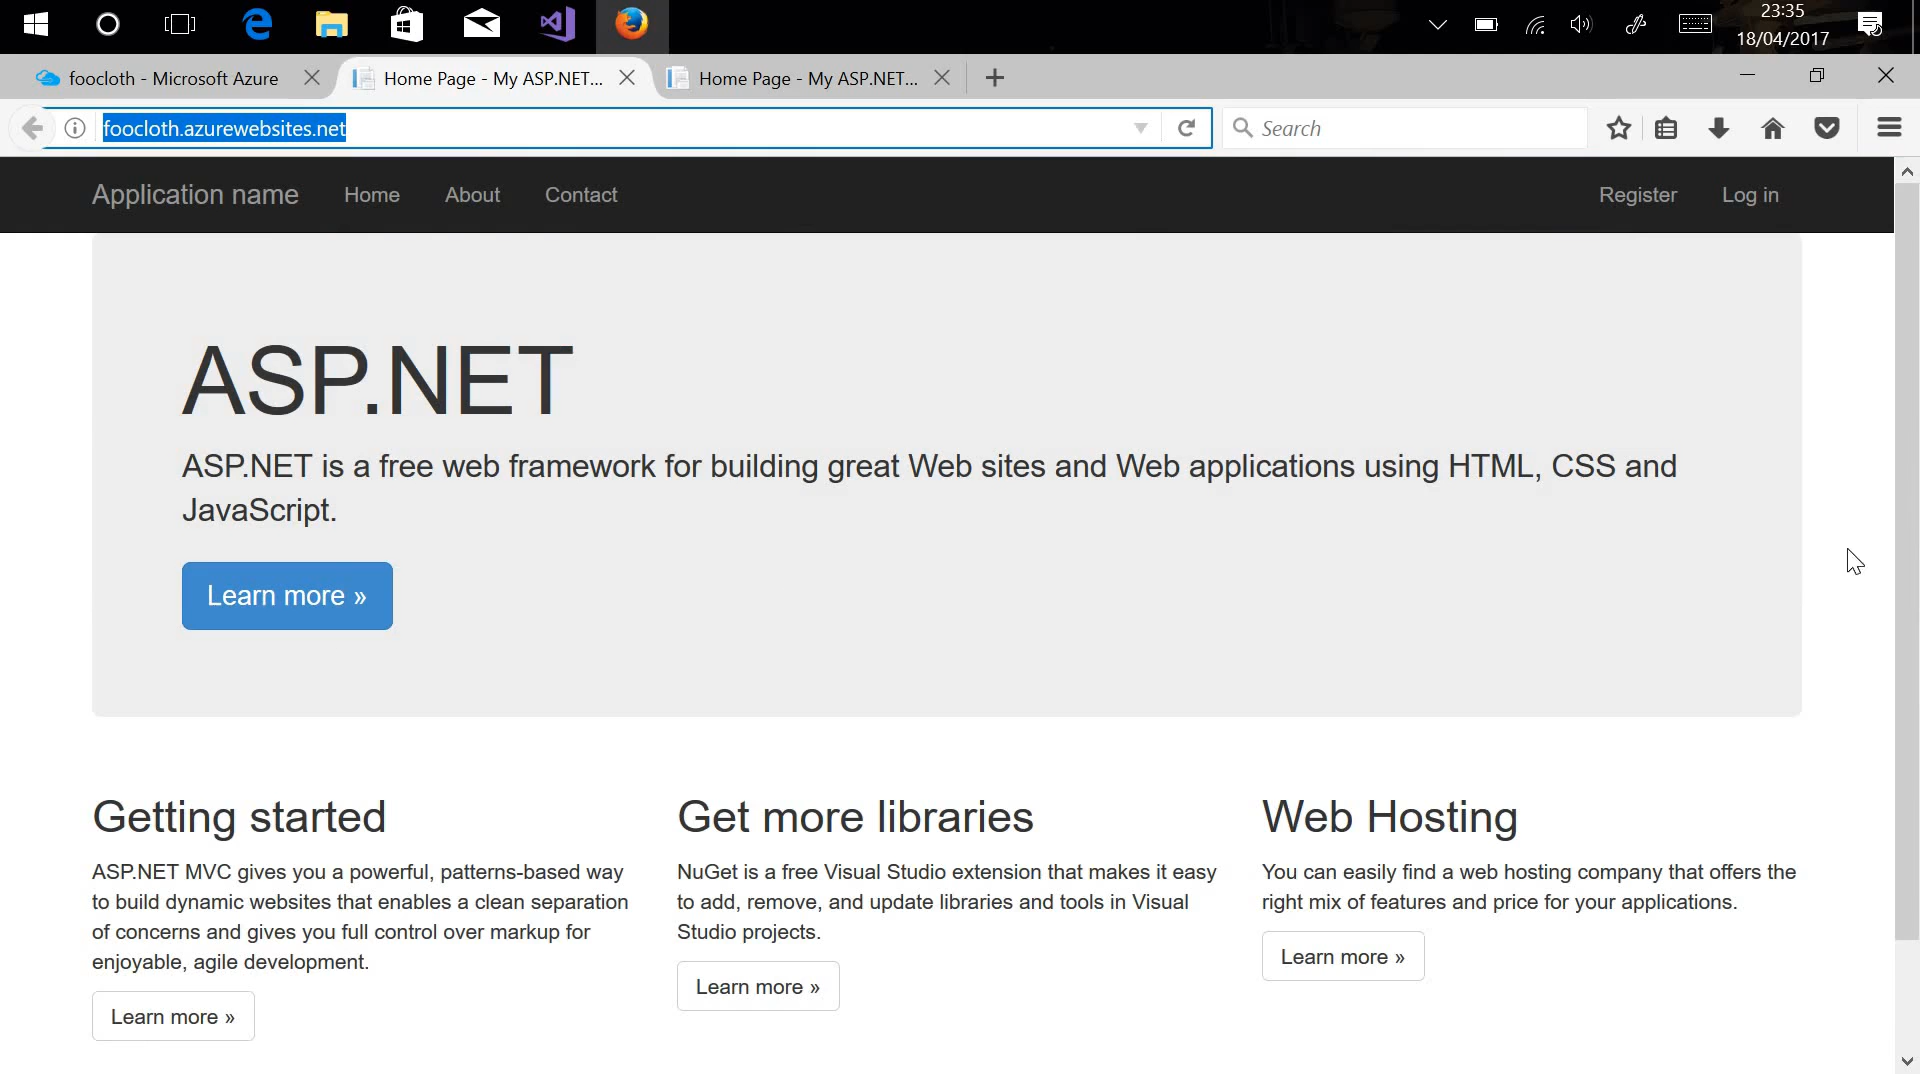 23:35
18/04/2017
foocloth - Microsoft Azure
Home Page - My ASP.NET...
Home Page - My ASP.NET...
foocloth.azurewebsites.net
Search
Application name
Home
About
Contact
Register
Log in
ASP.NET
ASP.NET is a free web framework for building great Web sites and Web applications using HTML, CSS and
JavaScript.
Learn more »
Getting started
ASP.NET MVC gives you a powerful, patterns-based way
to build dynamic websites that enables a clean separation
of concerns and gives you full control over markup for
enjoyable, agile development.
Learn more »
Get more libraries
NuGet is a free Visual Studio extension that makes it easy
to add, remove, and update libraries and tools in Visual
Studio projects.
Learn more »
Web Hosting
You can easily find a web hosting company that offers the
right mix of features and price for your applications.
Learn more »